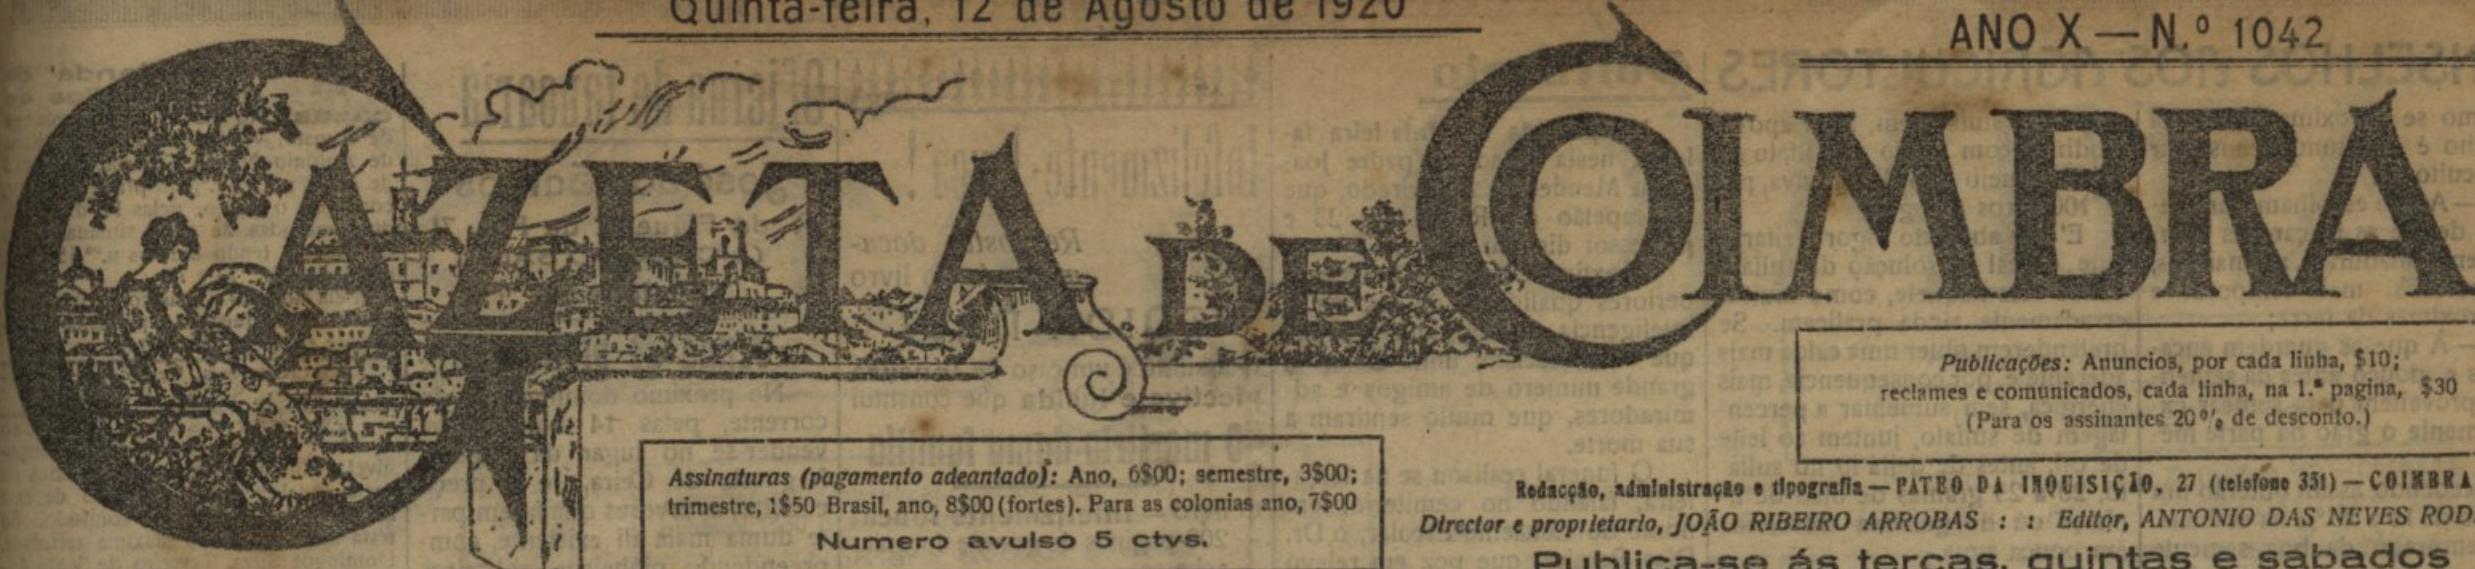 Quinta-feira, 12 de Agosto de 1920
ANO X — N.º 1042
GAZETA DE COIMBRA
Publicações: Anuncios, por cada linha, $10;
reclames e comunicados, cada linha, na 1.ª pagina, $30
(Para os assinantes 20% de desconto.)
Assinaturas (pagamento adeantado): Ano, 6$00; semestre, 3$00;
trimestre, 1$50 Brasil, ano, 8$00 (fortes). Para as colonias ano, 7$00
Numero avulso 5 ctvs.
Redacção, administração e tipografia — PATEO DA INQUISIÇÃO, 27 (telefone 351) — COIMBRA
Director e proprietario, JOÃO RIBEIRO ARROBAS : : Editor, ANTONIO DAS NEVES ROD
Publica-se ás terças, quintas e sabados